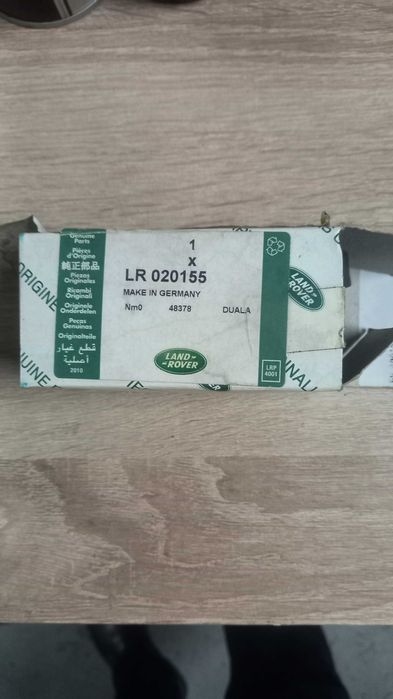 Genuine
Parts
Pièces
d'Origine
純正部品
Piezas
Originales
Ricambi
Originali
Originele
Onderdelen
Peças
Genuínas
Originalteile
قطع غيار
أصلية
2010
1
x
LR 020155
MAKE IN GERMANY
Nm0 48378 DUALA
LAND-
-ROVER
LRP
4001
LAND-
-ROVER
ORIGINE